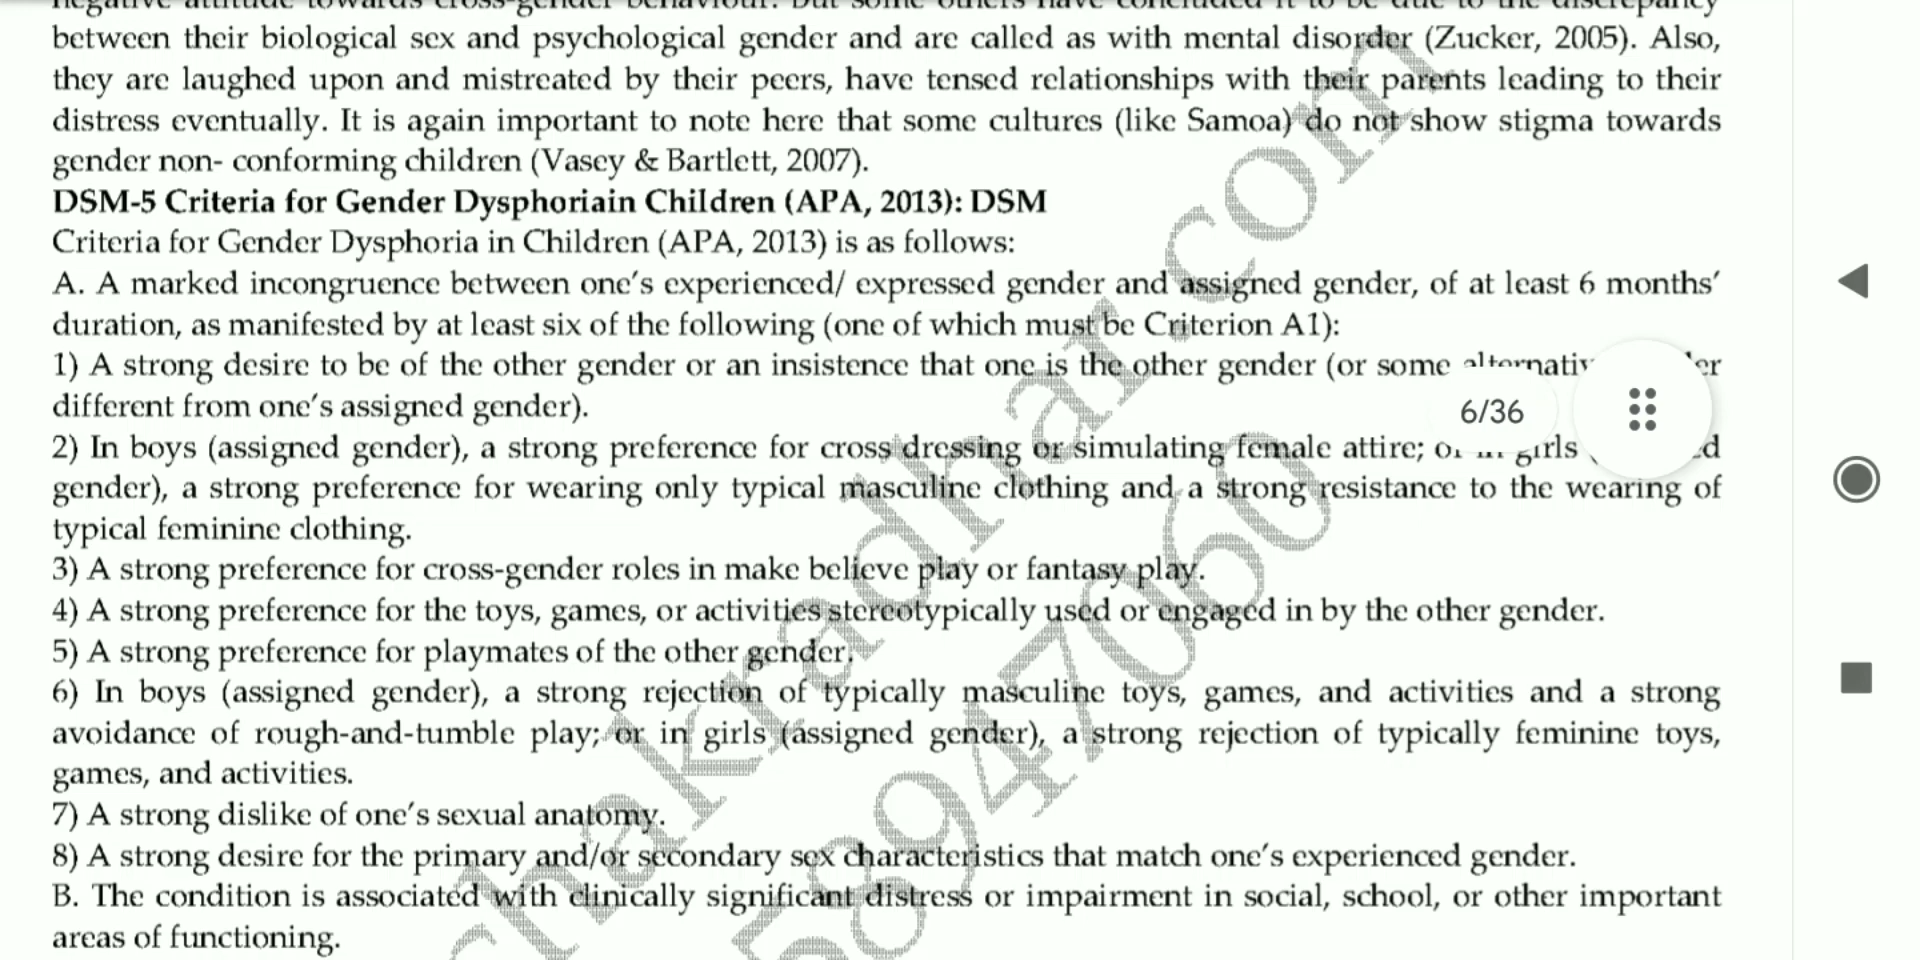 between their biological sex and psychological gender and are called as with mental disorder (Zucker, 2005). Also,
they are laughed upon and mistreated by their peers, have tensed relationships with their parents leading to their
distress eventually. It is again important to note here that some cultures (like Samoa) do not show stigma towards
gender non- conforming children (Vasey & Bartlett, 2007).
DSM-5 Criteria for Gender Dysphoriain Children (APA, 2013): DSM
Criteria for Gender Dysphoria in Children (APA, 2013) is as follows:
A. A marked incongruence between one's experienced/ expressed gender and assigned gender, of at least 6 months'
duration, as manifested by at least six of the following (one of which must be Criterion A1):
1) A strong desire to be of the other gender or an insistence that one is the other gender (or some
different from one's assigned gender).
6/36
2) In boys (assigned gender), a strong preference for cross dressing or simulating female attire; girls
gender), a strong preference for wearing only typical masculine clothing and a strong resistance to the wearing of
typical feminine clothing.
3) A strong preference for cross-gender roles in make believe play or fantasy play.
4) A strong preference for the toys, games, or activities stereotypically used or engaged in by the other gender.
5) A strong preference for playmates of the other gender.
6) In boys (assigned gender), a strong rejection of typically masculine toys, games, and activities and a strong
avoidance of rough-and-tumble play; or in girls (assigned gender), a strong rejection of typically feminine toys,
games, and activities.
7) A strong dislike of one's sexual anatomy.
8) A strong desire for the primary and/or secondary sex characteristics that match one's experienced gender.
B. The condition is associated with clinically significant distress or impairment in social, school, or other important
areas of functioning.